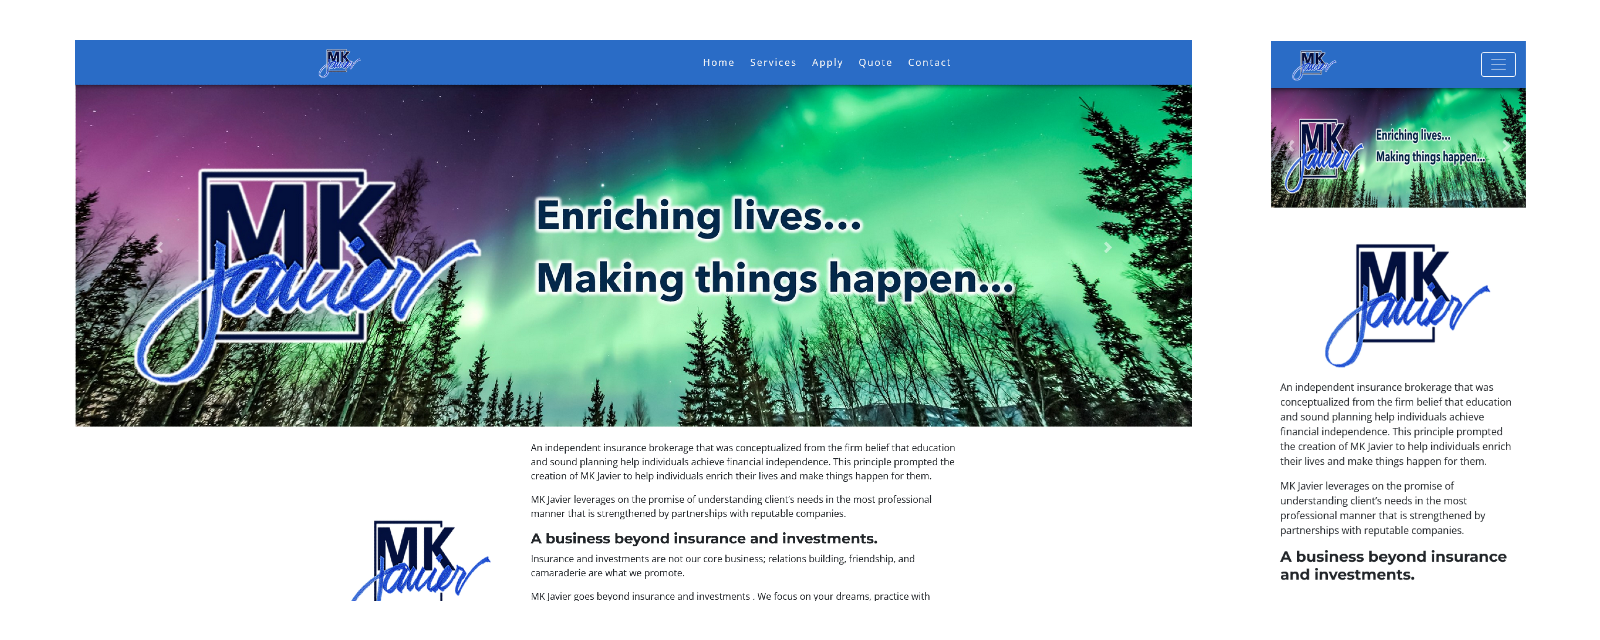 MK
Javier
Home Services Apply Quote Contact
MK
Javier
Enriching lives...
Making things happen...
An independent insurance brokerage that was conceptualized from the firm belief that education
and sound planning help individuals achieve financial independence. This principle prompted the
creation of MK Javier to help individuals enrich their lives and make things happen for them.
MK Javier leverages on the promise of understanding client's needs in the most professional
manner that is strengthened by partnerships with reputable companies.
MK
Javier
A business beyond insurance and investments.
Insurance and investments are not our core business; relations building, friendship, and
camaraderie are what we promote.
MK Javier goes beyond insurance and investments . We focus on your dreams, practice with
MK
Javier
MK
Javier
Enriching lives...
Making things happen...
MK
Javier
An independent insurance brokerage that was
conceptualized from the firm belief that education
and sound planning help individuals achieve
financial independence. This principle prompted
the creation of MK Javier to help individuals enrich
their lives and make things happen for them.
MK Javier leverages on the promise of
understanding client's needs in the most
professional manner that is strengthened by
partnerships with reputable companies.
A business beyond insurance
and investments.